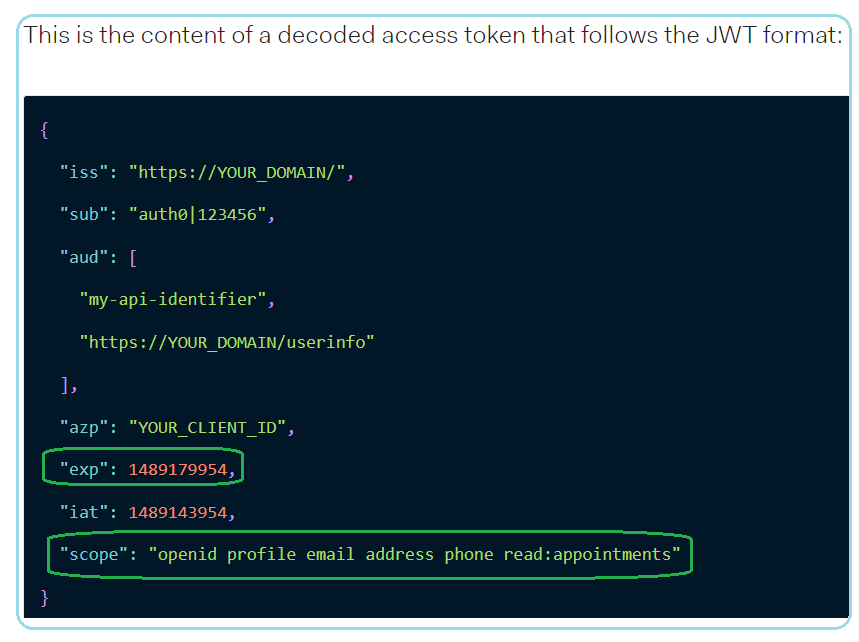 This is the content of a decoded access token that follows the JWT format:
{
"iss": "https://YOUR_DOMAIN/",
"sub": "auth0|123456",
"aud": [
"my-api-identifier",
"https://YOUR_DOMAIN/userinfo"
],
"azp": "YOUR_CLIENT_ID",
"exp": 1489179954,
"iat": 1489143954,
"scope": "openid profile email address phone read:appointments"
}